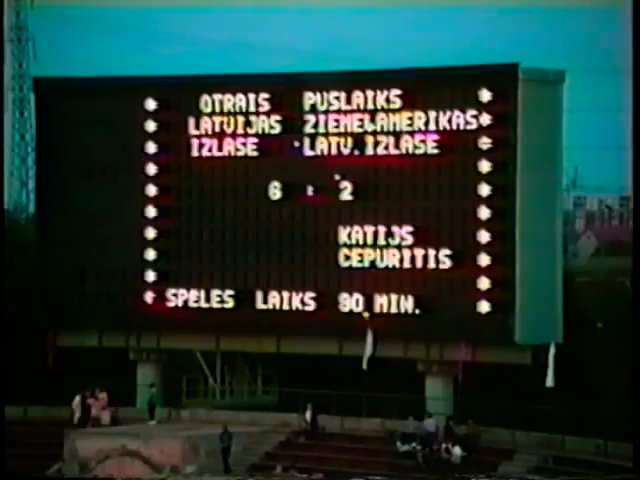 OTRAIS PUSLAIKS
LATVIJAS ZIEMEĻAMERIKAS
IZLASE - LATV. IZLASE
6 : 2
KATIJS
CEPURITIS
SPELES LAIKS 90 MIN.